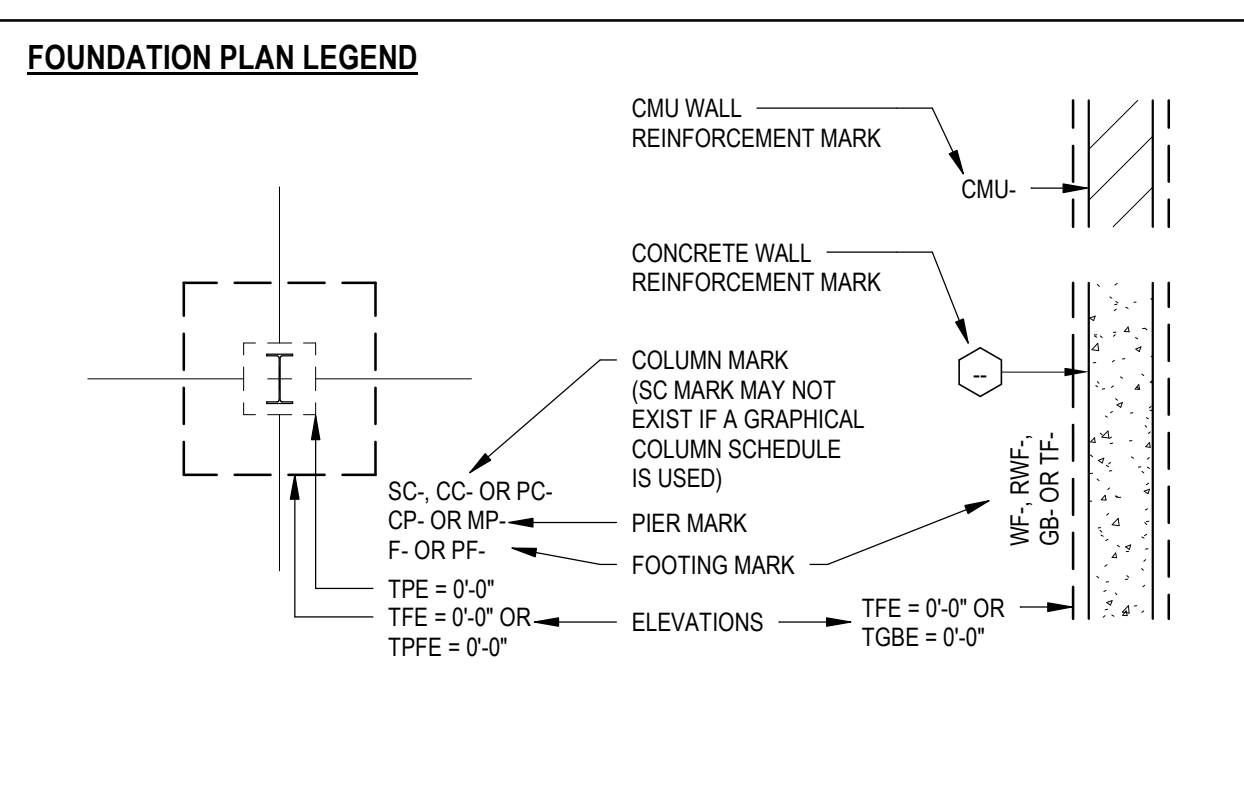 FOUNDATION PLAN LEGEND
CMU WALL
REINFORCEMENT MARK
CMU-
CONCRETE WALL
REINFORCEMENT MARK
--
COLUMN MARK
(SC MARK MAY NOT
EXIST IF A GRAPHICAL
COLUMN SCHEDULE
IS USED)
SC-, CC- OR PC-
CP- OR MP-
PIER MARK
F- OR PF-
FOOTING MARK
WF-, RWF-,
GB- OR TF-
TPE = 0'-0"
TFE = 0'-0" OR
TPFE = 0'-0"
ELEVATIONS
TFE = 0'-0" OR
TGBE = 0'-0"